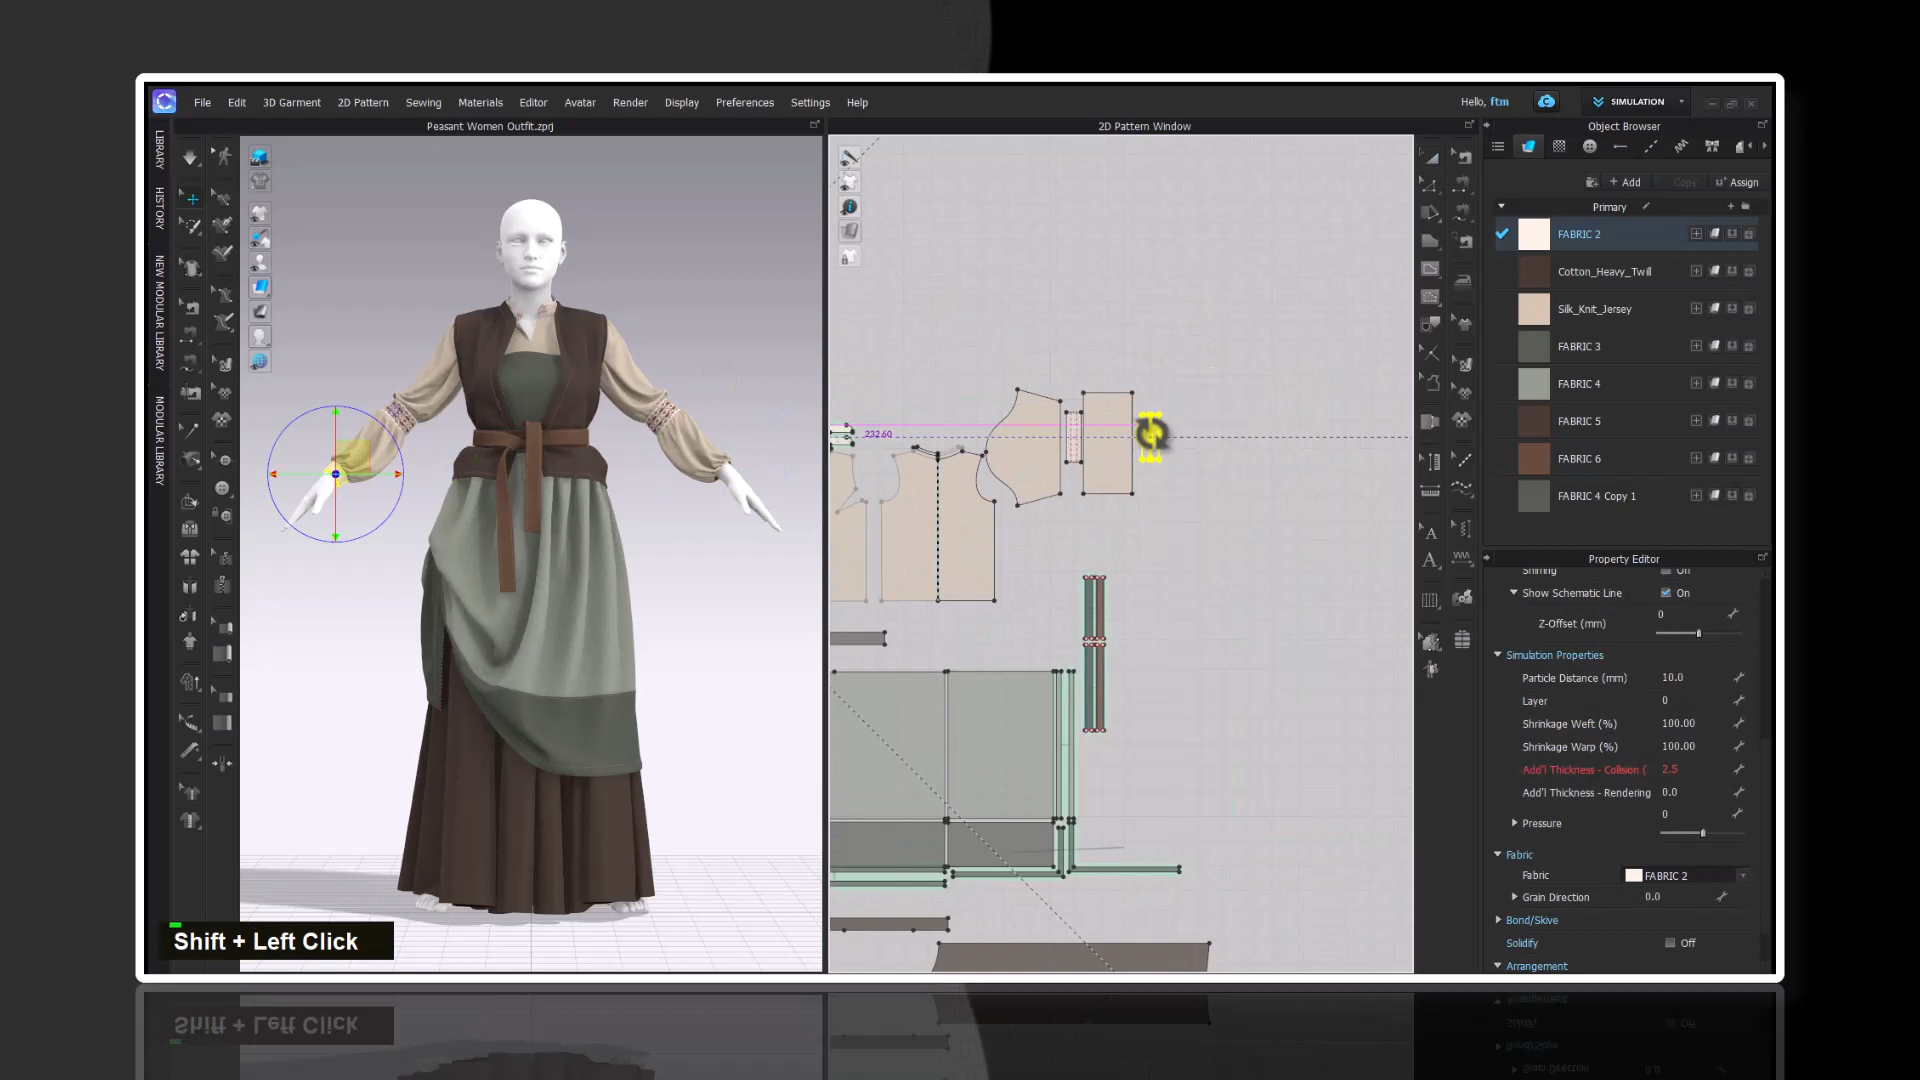 File Edit 3D Garment 2D Pattern Sewing Materials Editor Avatar Render Display Preferences Settings Help
Hello, ftm
SIMULATION
Peasant Women Outfit.zprj
2D Pattern Window
Object Browser
LIBRARY
HISTORY
NEW MODULAR LIBRARY
MODULAR LIBRARY
232.60
+ Add Copy Assign
Primary
FABRIC 2
Cotton_Heavy_Twill
Silk_Knit_Jersey
FABRIC 3
FABRIC 4
FABRIC 5
FABRIC 6
FABRIC 4 Copy 1
Property Editor
Shirring On
Show Schematic Line On
0
Z-Offset (mm)
Simulation Properties
Particle Distance (mm) 10.0
Layer 0
Shrinkage Weft (%) 100.00
Shrinkage Warp (%) 100.00
Add'l Thickness - Collision ( 2.5
Add'l Thickness - Rendering 0.0
0
Pressure
Fabric
Fabric FABRIC 2
Grain Direction 0.0
Bond/Skive
Solidify Off
Arrangement
Shift + Left Click